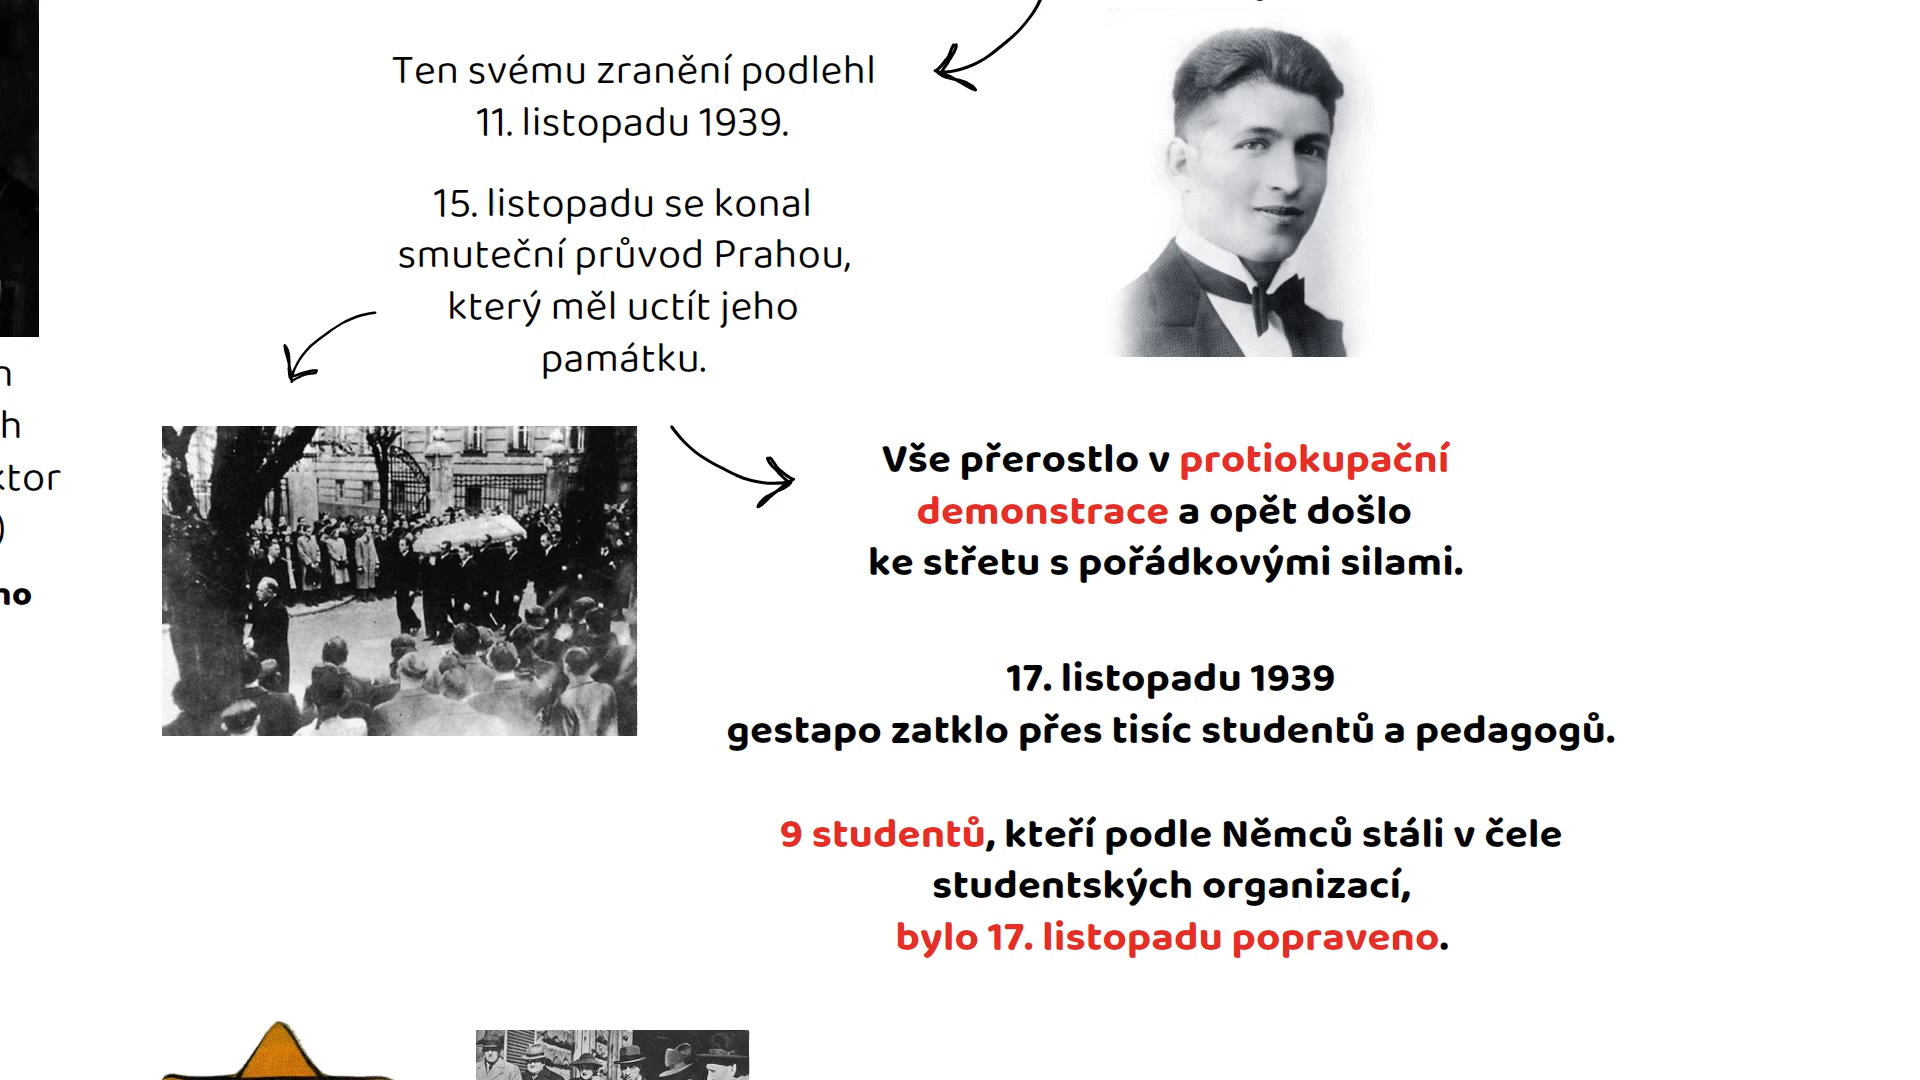 Ten svému zranění podlehl
11. listopadu 1939.
15. listopadu se konal
smuteční průvod Prahou,
který měl uctít jeho
památku.
Vše přerostlo v protiokupační
demonstrace a opět došlo
ke střetu s pořádkovými silami.
17. listopadu 1939
gestapo zatklo přes tisíc studentů a pedagogů.
9 studentů, kteří podle Němců stáli v čele
studentských organizací,
bylo 17. listopadu popraveno.